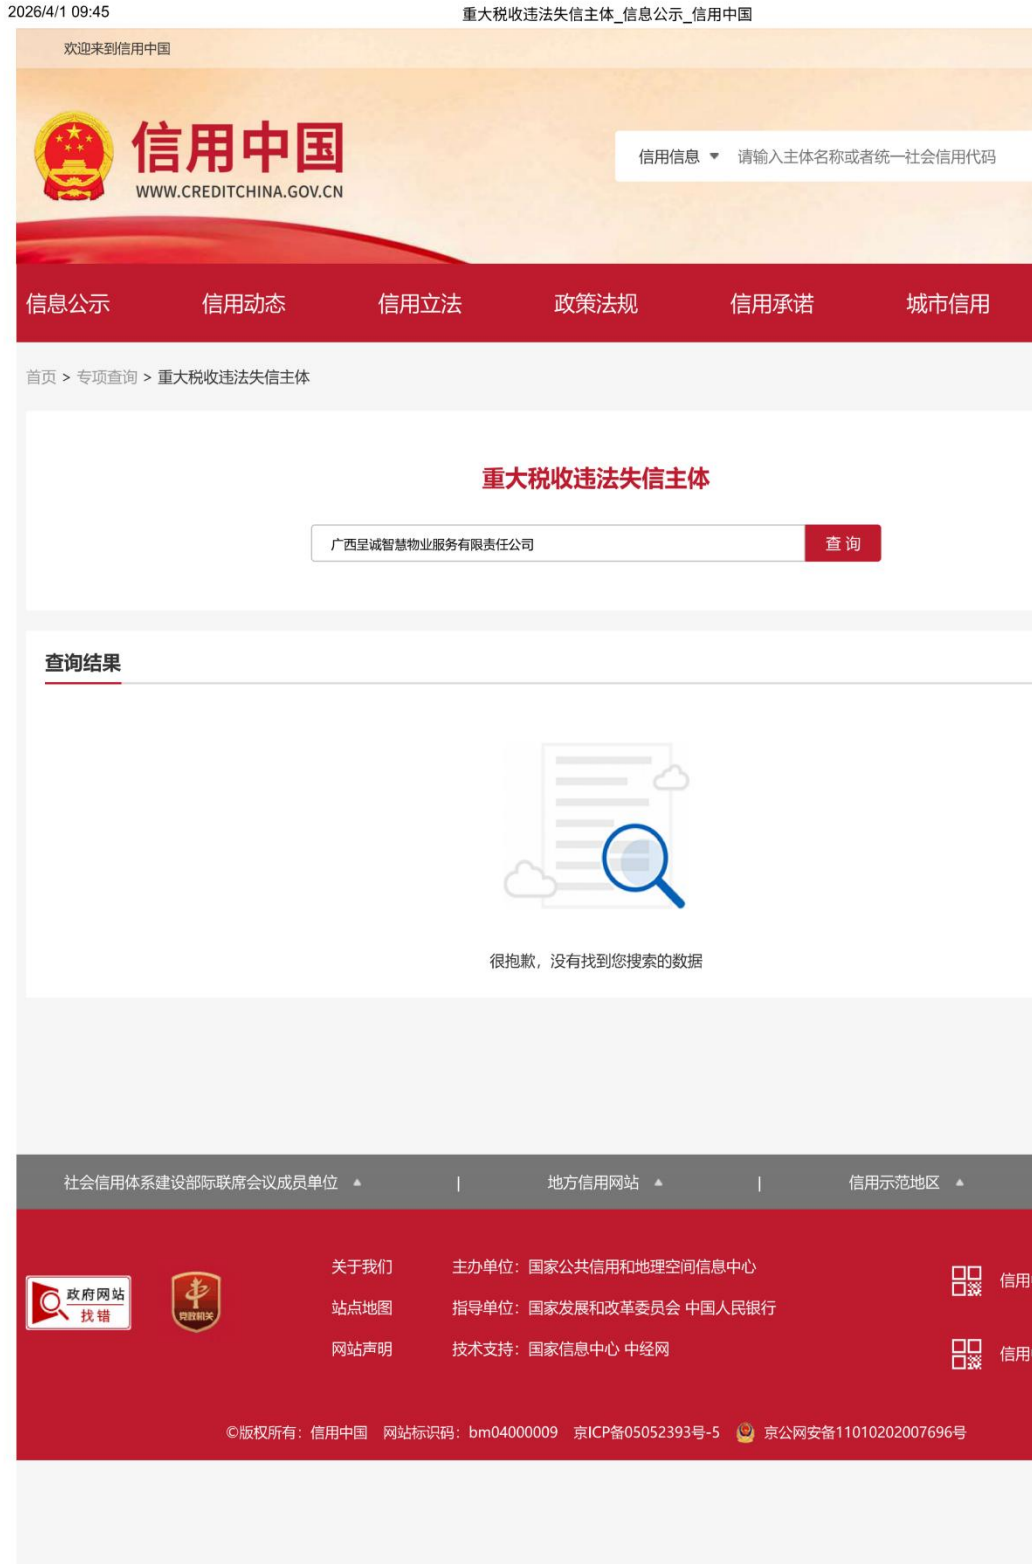 2026/4/1 09:45
重大税收违法失信主体_信息公示_信用中国
欢迎来到信用中国
信用中国
WWW.CREDITCHINA.GOV.CN
信用信息 请输入主体名称或者统一社会信用代码
信息公示 信用动态 信用立法 政策法规 信用承诺 城市信用
首页 > 专项查询 > 重大税收违法失信主体
重大税收违法失信主体
广西呈诚智慧物业服务有限责任公司 查询
查询结果
很抱歉，没有找到您搜索的数据
社会信用体系建设部际联席会议成员单位 | 地方信用网站 | 信用示范地区
政府网站
找错
党政机关
关于我们 主办单位：国家公共信用和地理空间信息中心
站点地图 指导单位：国家发展和改革委员会 中国人民银行
网站声明 技术支持：国家信息中心 中经网
信用
信用
©版权所有：信用中国 网站标识码：bm04000009 京ICP备05052393号-5 京公网安备11010202007696号